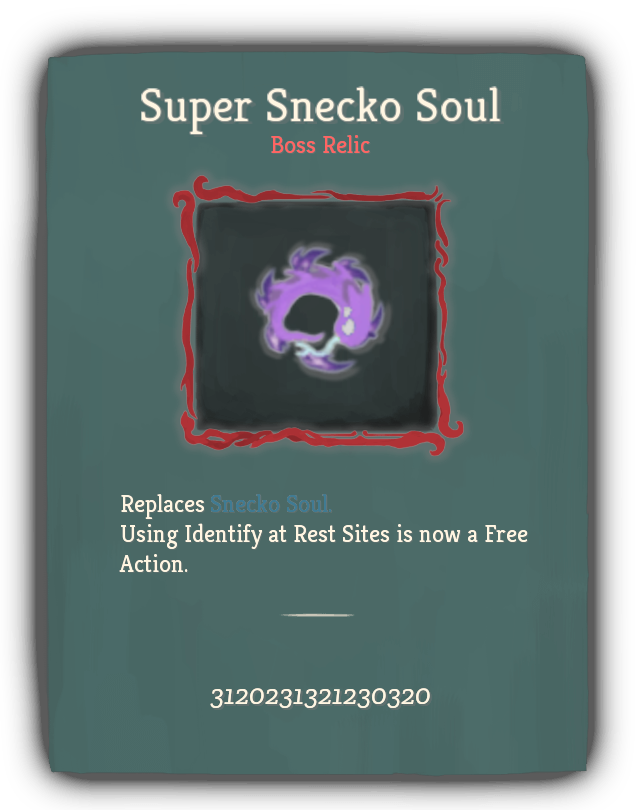 Super Snecko Soul
Boss Relic
Replaces Snecko Soul.
Using Identify at Rest Sites is now a Free
Action.
3120231321230320